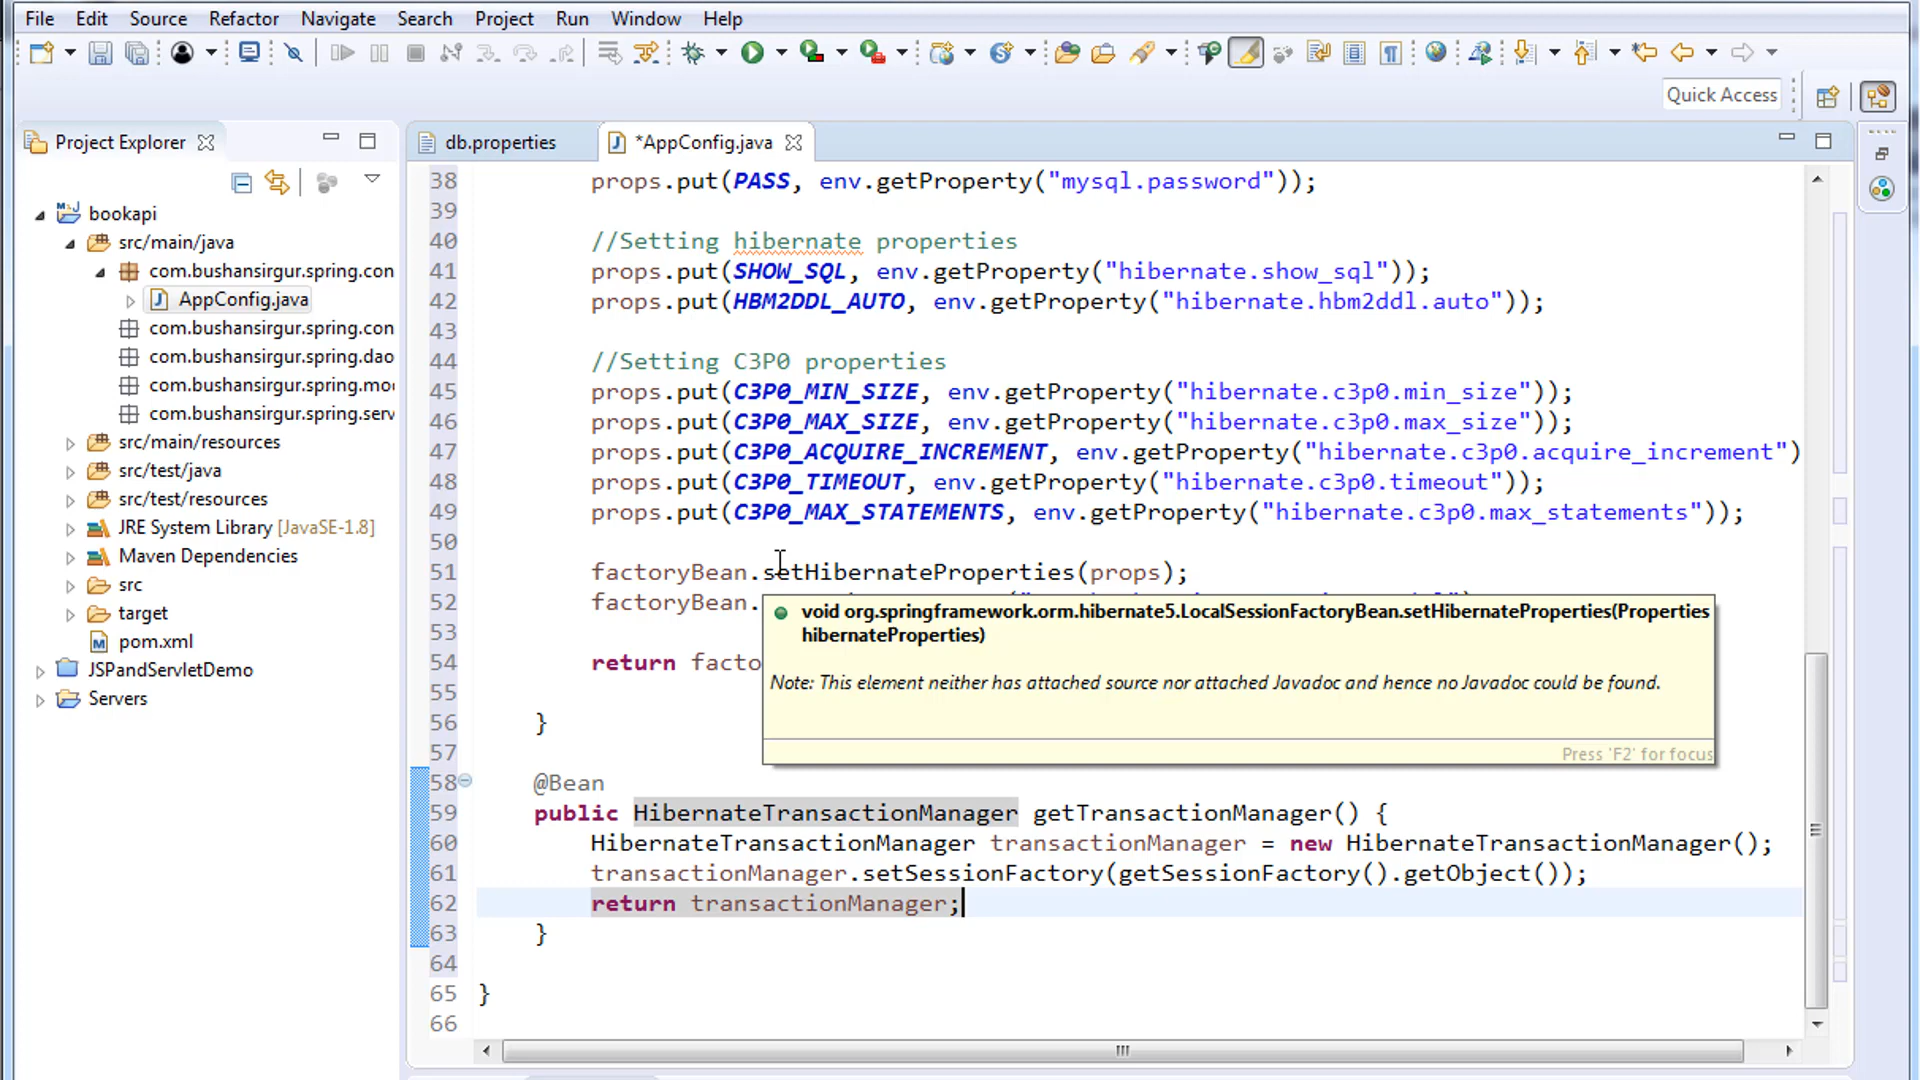 File Edit Source Refactor Navigate Search Project Run Window Help
Quick Access
Project Explorer
db.properties
*AppConfig.java
bookapi
src/main/java
com.bushansirgur.spring.con
AppConfig.java
com.bushansirgur.spring.con
com.bushansirgur.spring.dao
com.bushansirgur.spring.mo
com.bushansirgur.spring.serv
src/main/resources
src/test/java
src/test/resources
JRE System Library [JavaSE-1.8]
Maven Dependencies
src
target
pom.xml
JSPandServletDemo
Servers
38 props.put(PASS, env.getProperty("mysql.password"));
39
40 //Setting hibernate properties
41 props.put(SHOW_SQL, env.getProperty("hibernate.show_sql"));
42 props.put(HBM2DDL_AUTO, env.getProperty("hibernate.hbm2ddl.auto"));
43
44 //Setting C3P0 properties
45 props.put(C3P0_MIN_SIZE, env.getProperty("hibernate.c3p0.min_size"));
46 props.put(C3P0_MAX_SIZE, env.getProperty("hibernate.c3p0.max_size"));
47 props.put(C3P0_ACQUIRE_INCREMENT, env.getProperty("hibernate.c3p0.acquire_increment")
48 props.put(C3P0_TIMEOUT, env.getProperty("hibernate.c3p0.timeout"));
49 props.put(C3P0_MAX_STATEMENTS, env.getProperty("hibernate.c3p0.max_statements"));
50
51 factoryBean.setHibernateProperties(props);
52 factoryBean.
53
54 return facto
55
56 }
57
58 @Bean
59 public HibernateTransactionManager getTransactionManager() {
60 HibernateTransactionManager transactionManager = new HibernateTransactionManager();
61 transactionManager.setSessionFactory(getSessionFactory().getObject());
62 return transactionManager;
63 }
64
65 }
66
void org.springframework.orm.hibernate5.LocalSessionFactoryBean.setHibernateProperties(Properties
hibernateProperties)
Note: This element neither has attached source nor attached Javadoc and hence no Javadoc could be found.
Press 'F2' for focus